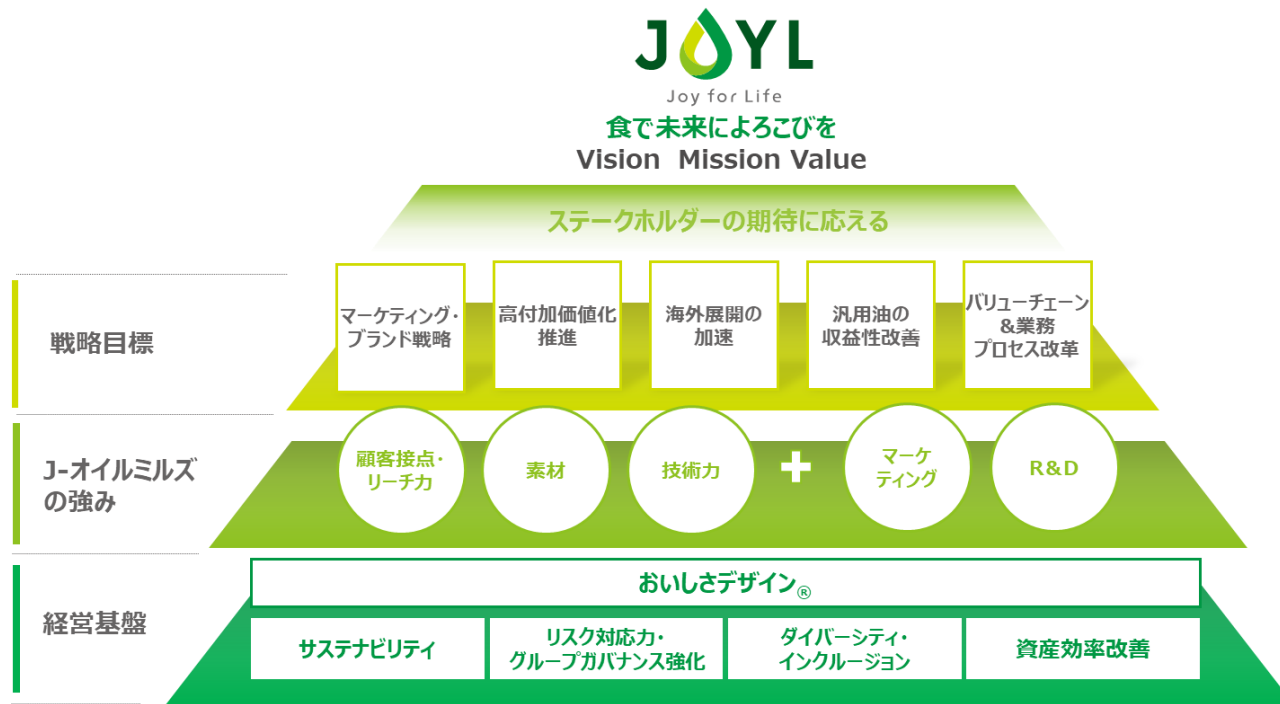 JOYL
Joy for Life
食で未来によろこびを
Vision Mission Value
ステークホルダーの期待に応える
戦略目標
マーケティング・
ブランド戦略
高付加価値化
推進
海外展開の
加速
汎用油の
収益性改善
バリューチェーン
&業務
プロセス改革
J-オイルミルズ
の強み
顧客接点・
リーチ力
素材
技術力
+
マーケ
ティング
R&D
経営基盤
おいしさデザイン®
サステナビリティ
リスク対応力・
グループガバナンス強化
ダイバーシティ・
インクルージョン
資産効率改善